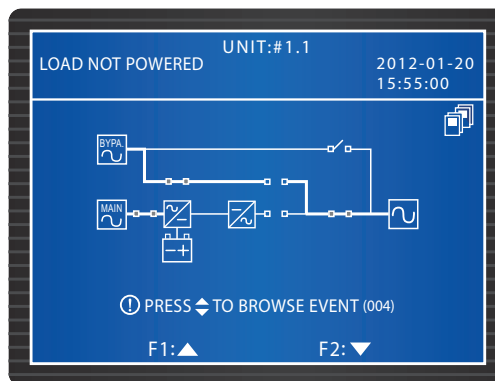 UNIT:#1.1
LOAD NOT POWERED
2012-01-20
15:55:00
BYPA.
MAIN
PRESS TO BROWSE EVENT (004)
F1: F2: